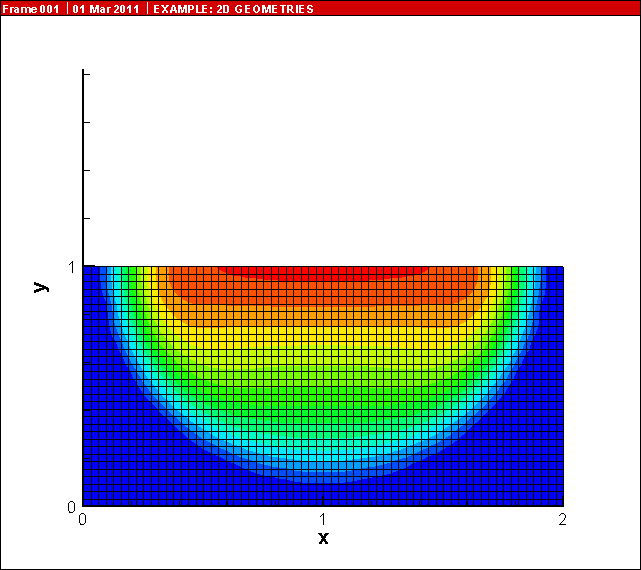 Frame 001 | 01 Mar 2011 | EXAMPLE: 2D GEOMETRIES
1
y
0
0 1 2
x